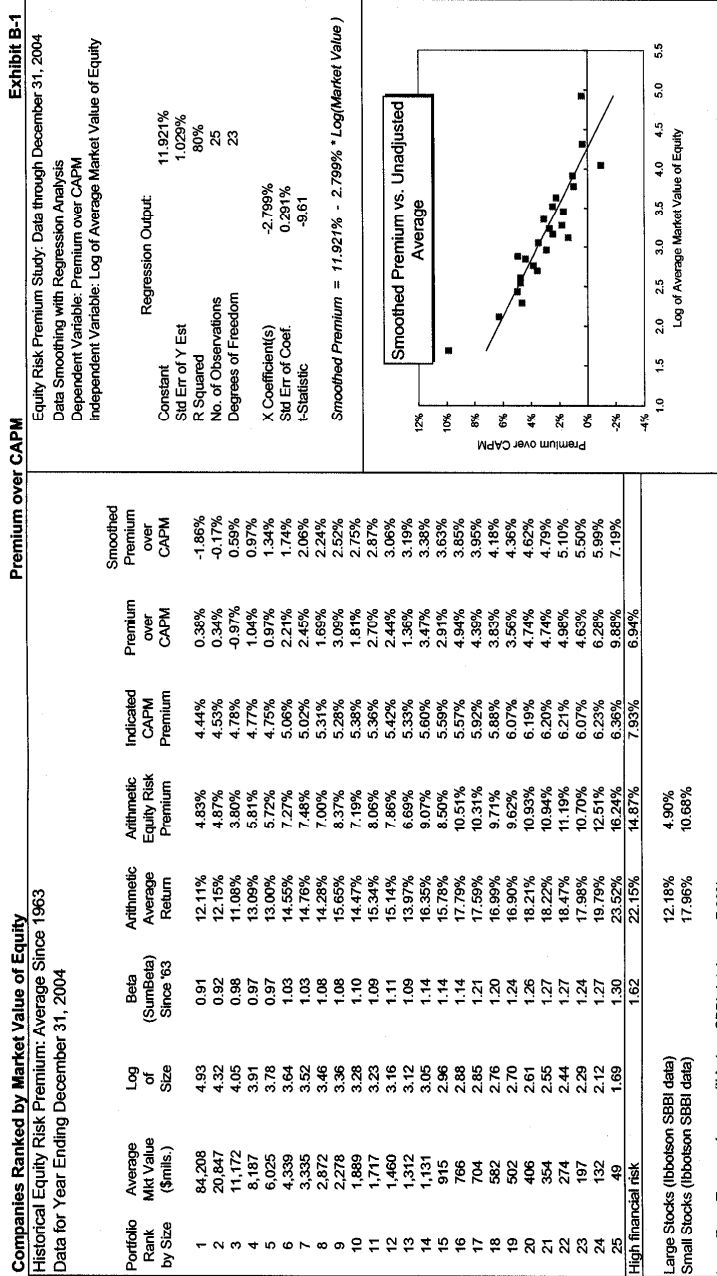 Companies Ranked by Market Value of Equity Premium over CAPM Exhibit B-1
Historical Equity Risk Premium: Average Since 1963
Data for Year Ending December 31, 2004
Portfolio Rank by Size | Average Mkt Value ($mils.) | Log of Size | Beta (SumBeta) Since '63 | Arithmetic Average Return | Arithmetic Equity Risk Premium | Indicated CAPM Premium | Premium over CAPM | Smoothed Premium over CAPM
1 84,208 4.93 0.91 12.11% 4.83% 4.44% 0.38% -1.86%
2 20,847 4.32 0.92 12.15% 4.87% 4.53% 0.34% -0.17%
3 11,172 4.05 0.98 11.08% 3.80% 4.78% -0.97% 0.59%
4 8,187 3.91 0.97 13.09% 5.81% 4.77% 1.04% 0.97%
5 6,025 3.78 0.97 13.00% 5.72% 4.75% 0.97% 1.34%
6 4,339 3.64 1.03 14.55% 7.27% 5.06% 2.21% 1.74%
7 3,335 3.52 1.03 14.76% 7.48% 5.02% 2.45% 2.06%
8 2,872 3.46 1.08 14.28% 7.00% 5.31% 1.69% 2.24%
9 2,278 3.36 1.08 15.65% 8.37% 5.28% 3.09% 2.52%
10 1,889 3.28 1.10 14.47% 7.19% 5.38% 1.81% 2.75%
11 1,717 3.23 1.09 15.34% 8.06% 5.36% 2.70% 2.87%
12 1,460 3.16 1.11 15.14% 7.86% 5.42% 2.44% 3.06%
13 1,312 3.12 1.09 13.97% 6.69% 5.33% 1.36% 3.19%
14 1,131 3.05 1.14 16.35% 9.07% 5.60% 3.47% 3.38%
15 915 2.96 1.14 15.78% 8.50% 5.59% 2.91% 3.63%
16 766 2.88 1.14 17.79% 10.51% 5.57% 4.94% 3.85%
17 704 2.85 1.21 17.59% 10.31% 5.92% 4.39% 3.95%
18 582 2.76 1.20 16.99% 9.71% 5.88% 3.83% 4.18%
19 502 2.70 1.24 16.90% 9.62% 6.07% 3.56% 4.36%
20 406 2.61 1.26 18.21% 10.93% 6.19% 4.74% 4.62%
21 354 2.55 1.27 18.22% 10.94% 6.20% 4.74% 4.79%
22 274 2.44 1.27 18.47% 11.19% 6.21% 4.98% 5.10%
23 197 2.29 1.24 17.98% 10.70% 6.07% 4.63% 5.50%
24 132 2.12 1.27 19.79% 12.51% 6.23% 6.28% 5.99%
25 49 1.69 1.30 23.52% 16.24% 6.36% 9.88% 7.19%
High financial risk 1.62 22.15% 14.87% 7.93% 6.94%
Large Stocks (Ibbotson SBBI data) 12.18% 4.90%
Small Stocks (Ibbotson SBBI data) 17.96% 10.68%
Equity Risk Premium Study: Data through December 31, 2004
Data Smoothing with Regression Analysis
Dependent Variable: Premium over CAPM
Independent Variable: Log of Average Market Value of Equity
Regression Output:
Constant 11.921%
Std Err of Y Est 1.029%
R Squared 80%
No. of Observations 25
Degrees of Freedom 23
X Coefficient(s) -2.799%
Std Err of Coef. 0.291%
t-Statistic -9.61
Smoothed Premium = 11.921% - 2.799% * Log(Market Value )
Smoothed Premium vs. Unadjusted
Average
Premium over CAPM
12%
10%
8%
6%
4%
2%
0%
-2%
-4%
1.0 1.5 2.0 2.5 3.0 3.5 4.0 4.5 5.0 5.5
Log of Average Market Value of Equity